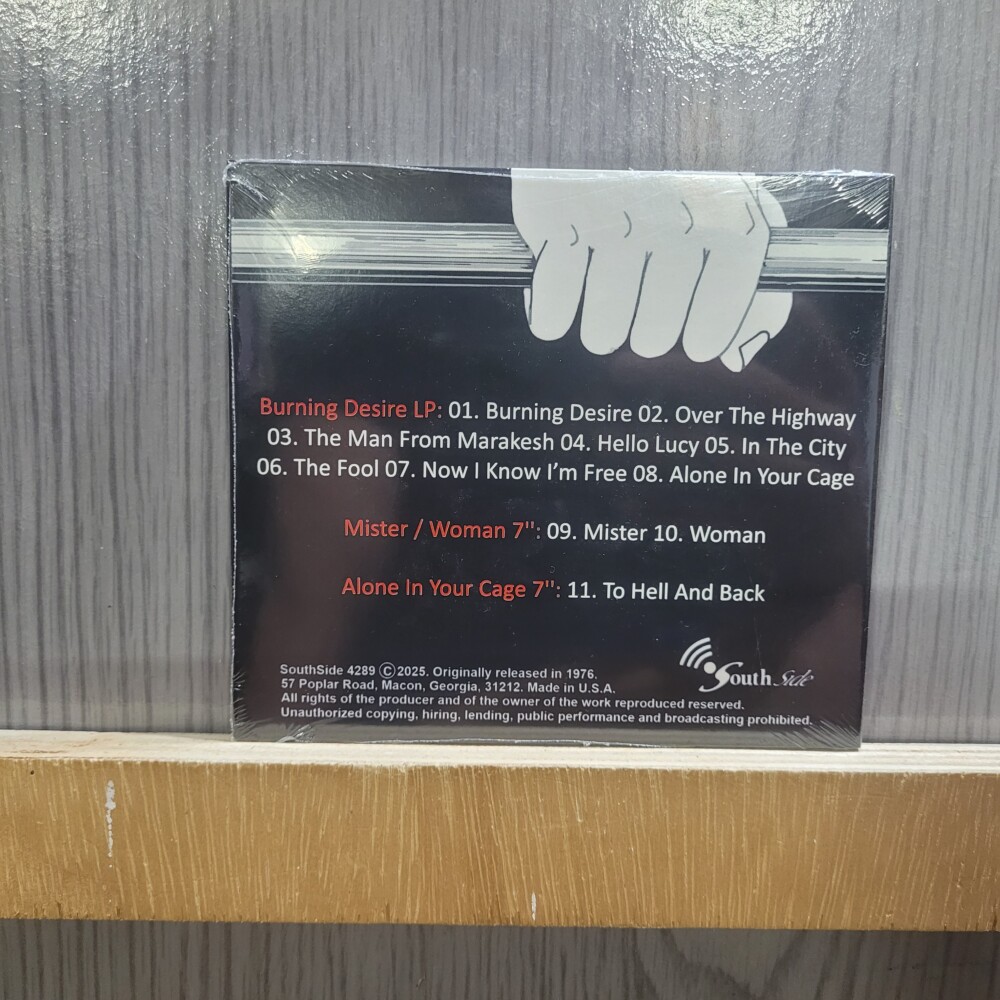 Burning Desire LP: 01. Burning Desire 02. Over The Highway
03. The Man From Marakesh 04. Hello Lucy 05. In The City
06. The Fool 07. Now I Know I'm Free 08. Alone In Your Cage
Mister / Woman 7": 09. Mister 10. Woman
Alone In Your Cage 7": 11. To Hell And Back
South Side
SouthSide 4289 ©2025. Originally released in 1976.
57 Poplar Road, Macon, Georgia, 31212. Made in U.S.A.
All rights of the producer and of the owner of the work reproduced reserved.
Unauthorized copying, hiring, lending, public performance and broadcasting prohibited.